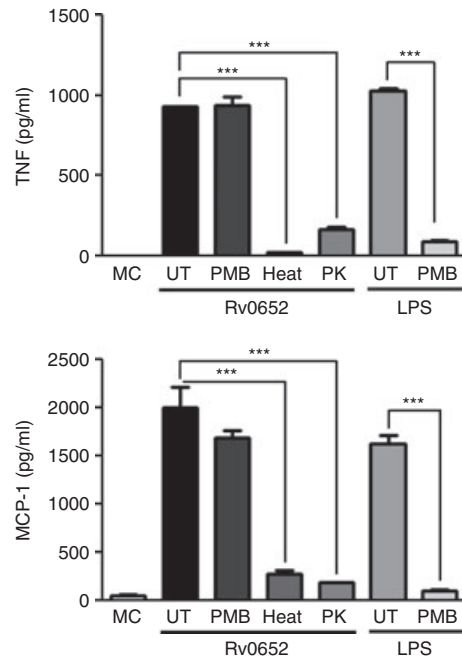 1500
1000
500
0
TNF (pg/ml)
***
***
***
MC UT PMB Heat PK UT PMB
Rv0652 LPS
2500
2000
1500
1000
500
0
MCP-1 (pg/ml)
***
***
***
MC UT PMB Heat PK UT PMB
Rv0652 LPS